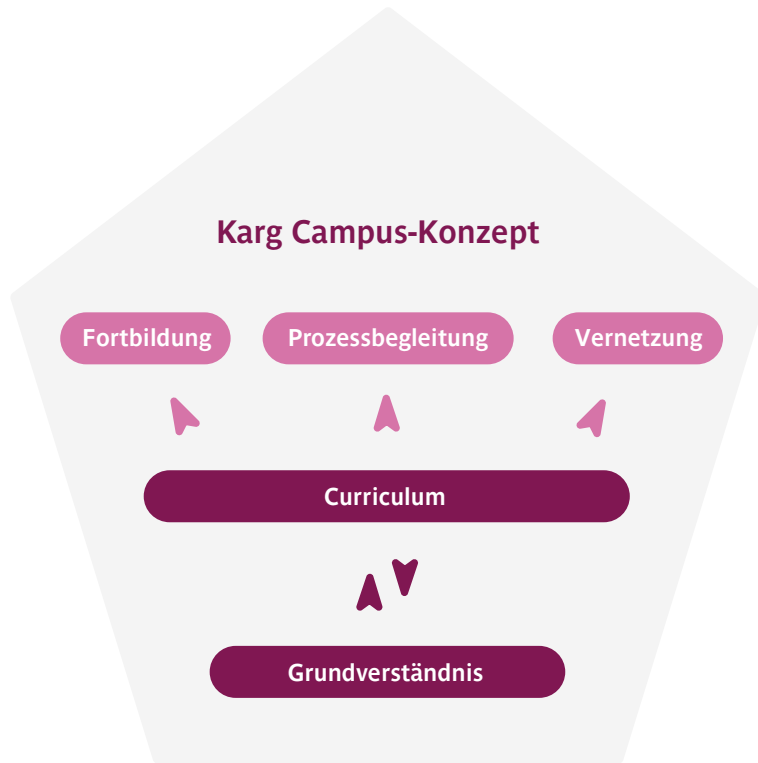 Karg Campus-Konzept
Fortbildung Prozessbegleitung Vernetzung
Curriculum
Grundverständnis